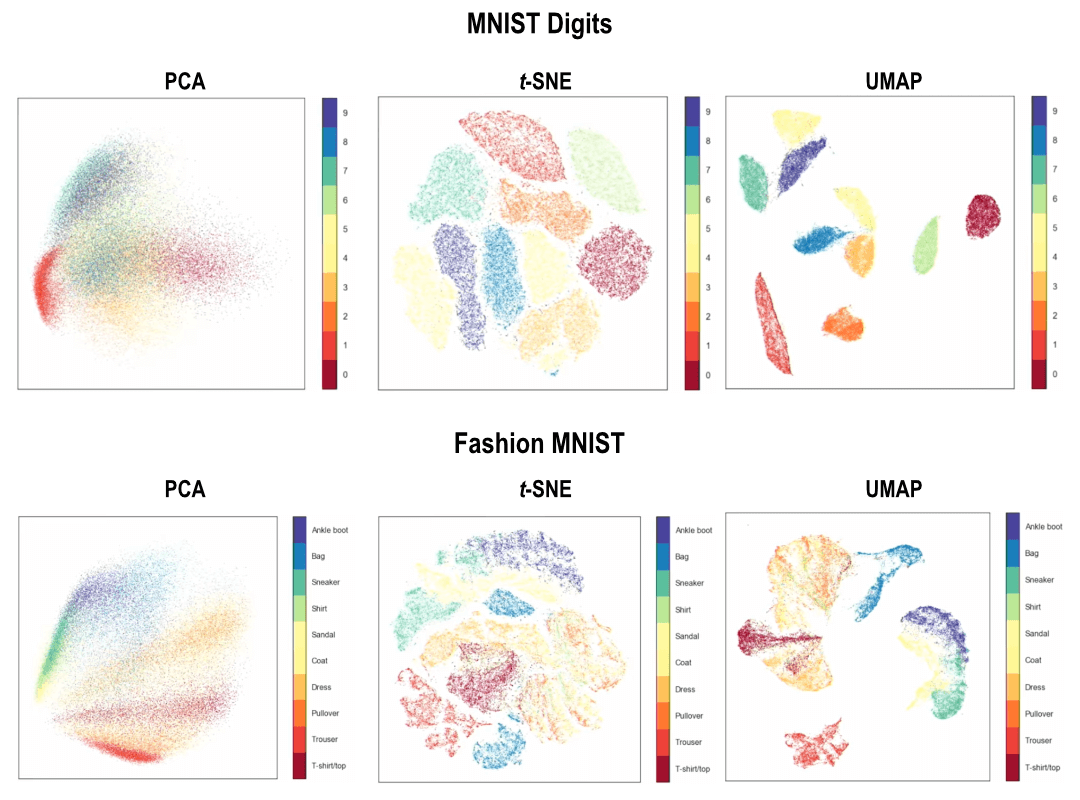 MNIST Digits
PCA
t-SNE
UMAP
9
8
7
6
5
4
3
2
1
0
9
8
7
6
5
4
3
2
1
0
9
8
7
6
5
4
3
2
1
0
Fashion MNIST
PCA
t-SNE
UMAP
Ankle boot
Bag
Sneaker
Shirt
Sandal
Coat
Dress
Pullover
Trouser
T-shirt/top
Ankle boot
Bag
Sneaker
Shirt
Sandal
Coat
Dress
Pullover
Trouser
T-shirt/top
Ankle boot
Bag
Sneaker
Shirt
Sandal
Coat
Dress
Pullover
Trouser
T-shirt/top